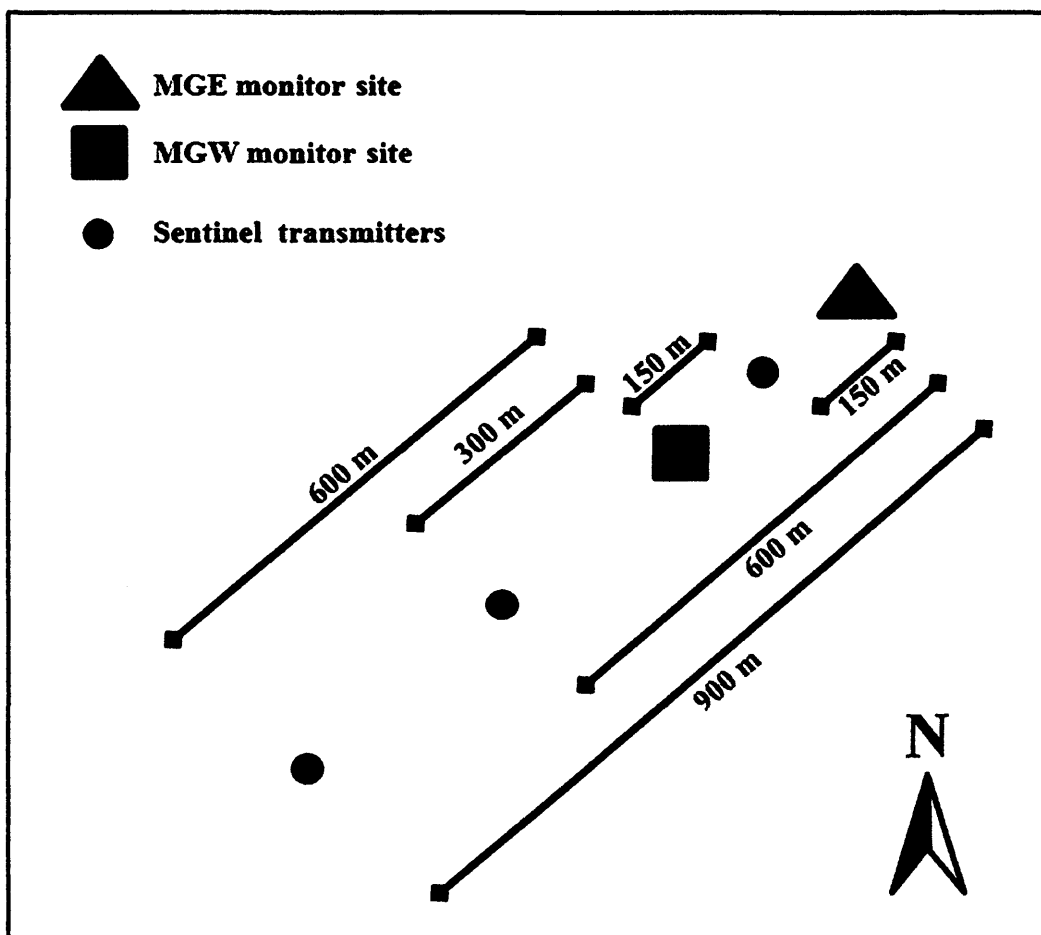 MGE monitor site
MGW monitor site
Sentinel transmitters
150 m
150 m
300 m
600 m
600 m
900 m
N